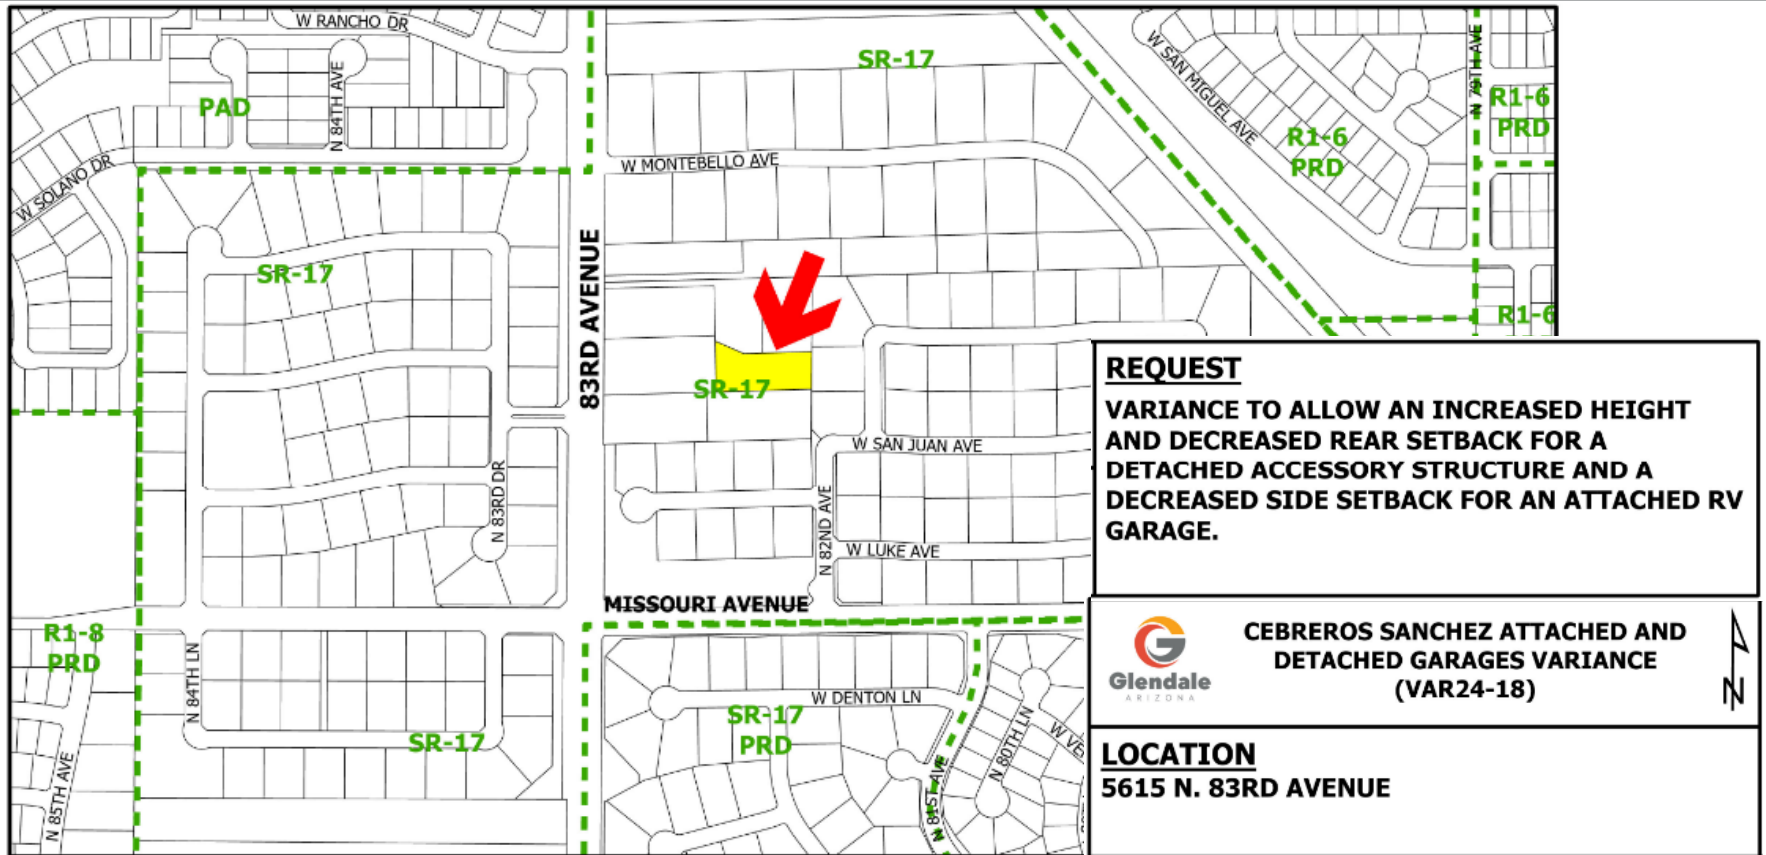 W RANCHO DR
SR-17
W SAN MIGUEL AVE
N 79TH AVE
PAD
N 84TH AVE
R1-6
PRD
R1-6
PRD
W SOLANO DR
W MONTEBELLO AVE
SR-17
83RD AVENUE
R1-6
SR-17
W SAN JUAN AVE
N 83RD DR
N 82ND AVE
W LUKE AVE
MISSOURI AVENUE
R1-8
PRD
N 84TH LN
W DENTON LN
SR-17
PRD
SR-17
N 80TH LN
N 81ST AVE
N 85TH AVE
REQUEST
VARIANCE TO ALLOW AN INCREASED HEIGHT
AND DECREASED REAR SETBACK FOR A
DETACHED ACCESSORY STRUCTURE AND A
DECREASED SIDE SETBACK FOR AN ATTACHED RV
GARAGE.
Glendale
ARIZONA
CEBREROS SANCHEZ ATTACHED AND
DETACHED GARAGES VARIANCE
(VAR24-18)
N
LOCATION
5615 N. 83RD AVENUE